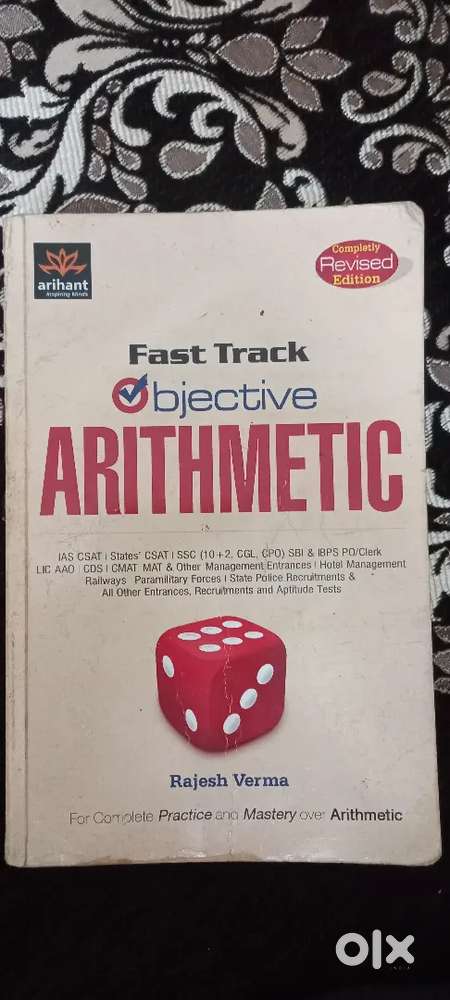 arihant
Inspiring Minds
Completly
Revised
Edition
Fast Track
Objective
ARITHMETIC
IAS CSAT | States' CSAT | SSC (10+2, CGL, CPO) SBI & IBPS PO/Clerk
LIC AAO | CDS | CMAT MAT & Other Management Entrances | Hotel Management
Railways Paramilitary Forces | State Police Recruitments &
All Other Entrances, Recruitments and Aptitude Tests
Rajesh Verma
For Complete Practice and Mastery over Arithmetic
olx